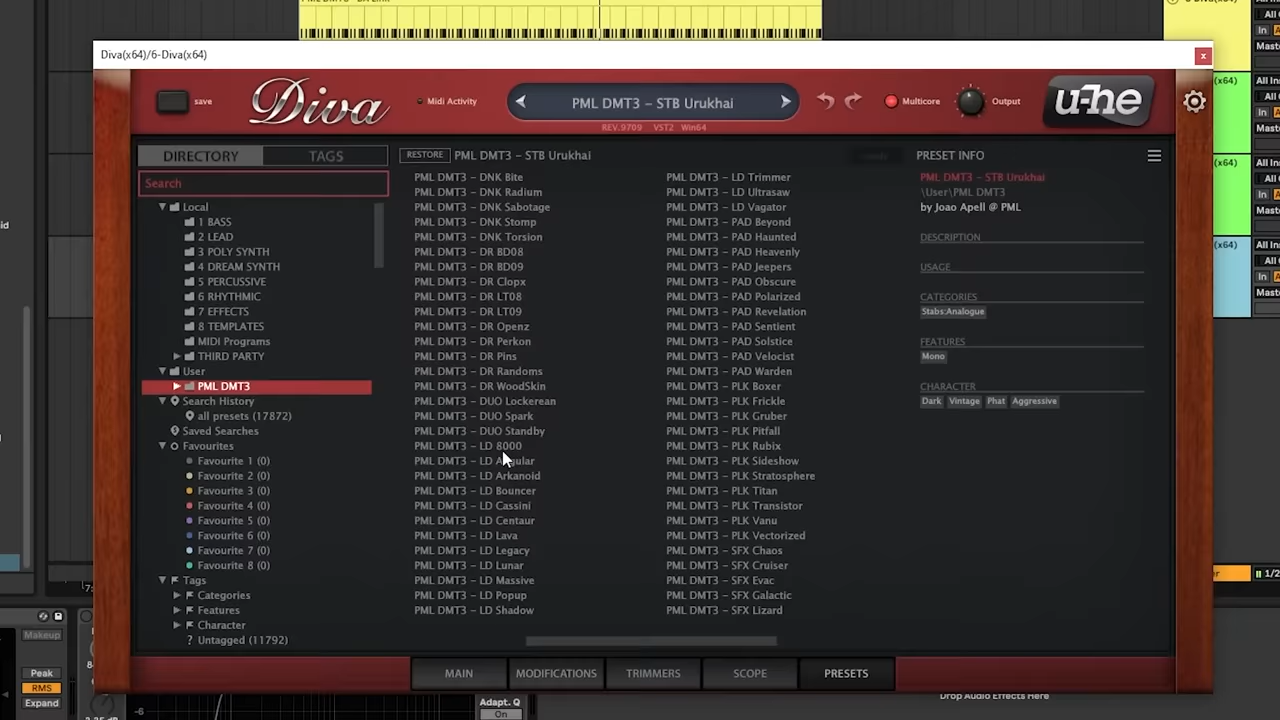 Diva(x64)/6-Diva(x64)
x
save
Diva
Midi Activity
PML DMT3 – STB Urukhai
Multicore
Output
u-he
REV.9709 VST2 Win64
DIRECTORY
TAGS
Search
Local
1 BASS
2 LEAD
3 POLY SYNTH
4 DREAM SYNTH
5 PERCUSSIVE
6 RHYTHMIC
7 EFFECTS
8 TEMPLATES
MIDI Programs
THIRD PARTY
User
PML DMT3
Search History
all presets (17872)
Saved Searches
Favourites
Favourite 1 (0)
Favourite 2 (0)
Favourite 3 (0)
Favourite 4 (0)
Favourite 5 (0)
Favourite 6 (0)
Favourite 7 (0)
Favourite 8 (0)
Tags
Categories
Features
Character
? Untagged (11792)
RESTORE PML DMT3 – STB Urukhai
PML DMT3 – DNK Bite
PML DMT3 – DNK Radium
PML DMT3 – DNK Sabotage
PML DMT3 – DNK Stomp
PML DMT3 – DNK Torsion
PML DMT3 – DR BD08
PML DMT3 – DR BD09
PML DMT3 – DR Clopx
PML DMT3 – DR LT08
PML DMT3 – DR LT09
PML DMT3 – DR Openz
PML DMT3 – DR Perkon
PML DMT3 – DR Pins
PML DMT3 – DR Randoms
PML DMT3 – DR WoodSkin
PML DMT3 – DUO Lockerean
PML DMT3 – DUO Spark
PML DMT3 – DUO Standby
PML DMT3 – LD 8000
PML DMT3 – LD Angular
PML DMT3 – LD Arkanoid
PML DMT3 – LD Bouncer
PML DMT3 – LD Cassini
PML DMT3 – LD Centaur
PML DMT3 – LD Lava
PML DMT3 – LD Legacy
PML DMT3 – LD Lunar
PML DMT3 – LD Massive
PML DMT3 – LD Popup
PML DMT3 – LD Shadow
PML DMT3 – LD Trimmer
PML DMT3 – LD Ultrasaw
PML DMT3 – LD Vagator
PML DMT3 – PAD Beyond
PML DMT3 – PAD Haunted
PML DMT3 – PAD Heavenly
PML DMT3 – PAD Jeepers
PML DMT3 – PAD Obscure
PML DMT3 – PAD Polarized
PML DMT3 – PAD Revelation
PML DMT3 – PAD Sentient
PML DMT3 – PAD Solstice
PML DMT3 – PAD Velocist
PML DMT3 – PAD Warden
PML DMT3 – PLK Boxer
PML DMT3 – PLK Frickle
PML DMT3 – PLK Gruber
PML DMT3 – PLK Pitfall
PML DMT3 – PLK Rubix
PML DMT3 – PLK Sideshow
PML DMT3 – PLK Stratosphere
PML DMT3 – PLK Titan
PML DMT3 – PLK Transistor
PML DMT3 – PLK Vanu
PML DMT3 – PLK Vectorized
PML DMT3 – SFX Chaos
PML DMT3 – SFX Cruiser
PML DMT3 – SFX Evac
PML DMT3 – SFX Galactic
PML DMT3 – SFX Lizard
PRESET INFO
PML DMT3 – STB Urukhai
\User\PML DMT3
by Joao Apell @ PML
DESCRIPTION
USAGE
CATEGORIES
Stabs:Analogue
FEATURES
Mono
CHARACTER
Dark Vintage Phat Aggressive
MAIN
MODIFICATIONS
TRIMMERS
SCOPE
PRESETS
Makeup
Peak
RMS
Expand
-6
Adapt. Q
On
Drop Audio Effects Here
(x64)
(x64)
(x64)
1/2